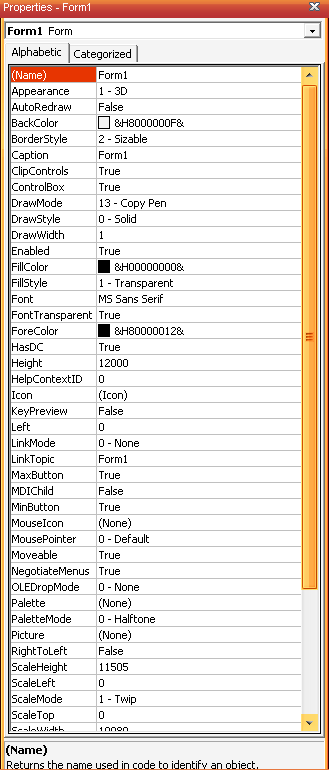 Properties - Form1
Form1 Form
Alphabetic Categorized
(Name) Form1
Appearance 1 - 3D
AutoRedraw False
BackColor &H8000000F&
BorderStyle 2 - Sizable
Caption Form1
ClipControls True
ControlBox True
DrawMode 13 - Copy Pen
DrawStyle 0 - Solid
DrawWidth 1
Enabled True
FillColor &H00000000&
FillStyle 1 - Transparent
Font MS Sans Serif
FontTransparent True
ForeColor &H80000012&
HasDC True
Height 12000
HelpContextID 0
Icon (Icon)
KeyPreview False
Left 0
LinkMode 0 - None
LinkTopic Form1
MaxButton True
MDIChild False
MinButton True
MouseIcon (None)
MousePointer 0 - Default
Moveable True
NegotiateMenus True
OLEDropMode 0 - None
Palette (None)
PaletteMode 0 - Halftone
Picture (None)
RightToLeft False
ScaleHeight 11505
ScaleLeft 0
ScaleMode 1 - Twip
ScaleTop 0
ScaleWidth
(Name)
Returns the name used in code to identify an object.